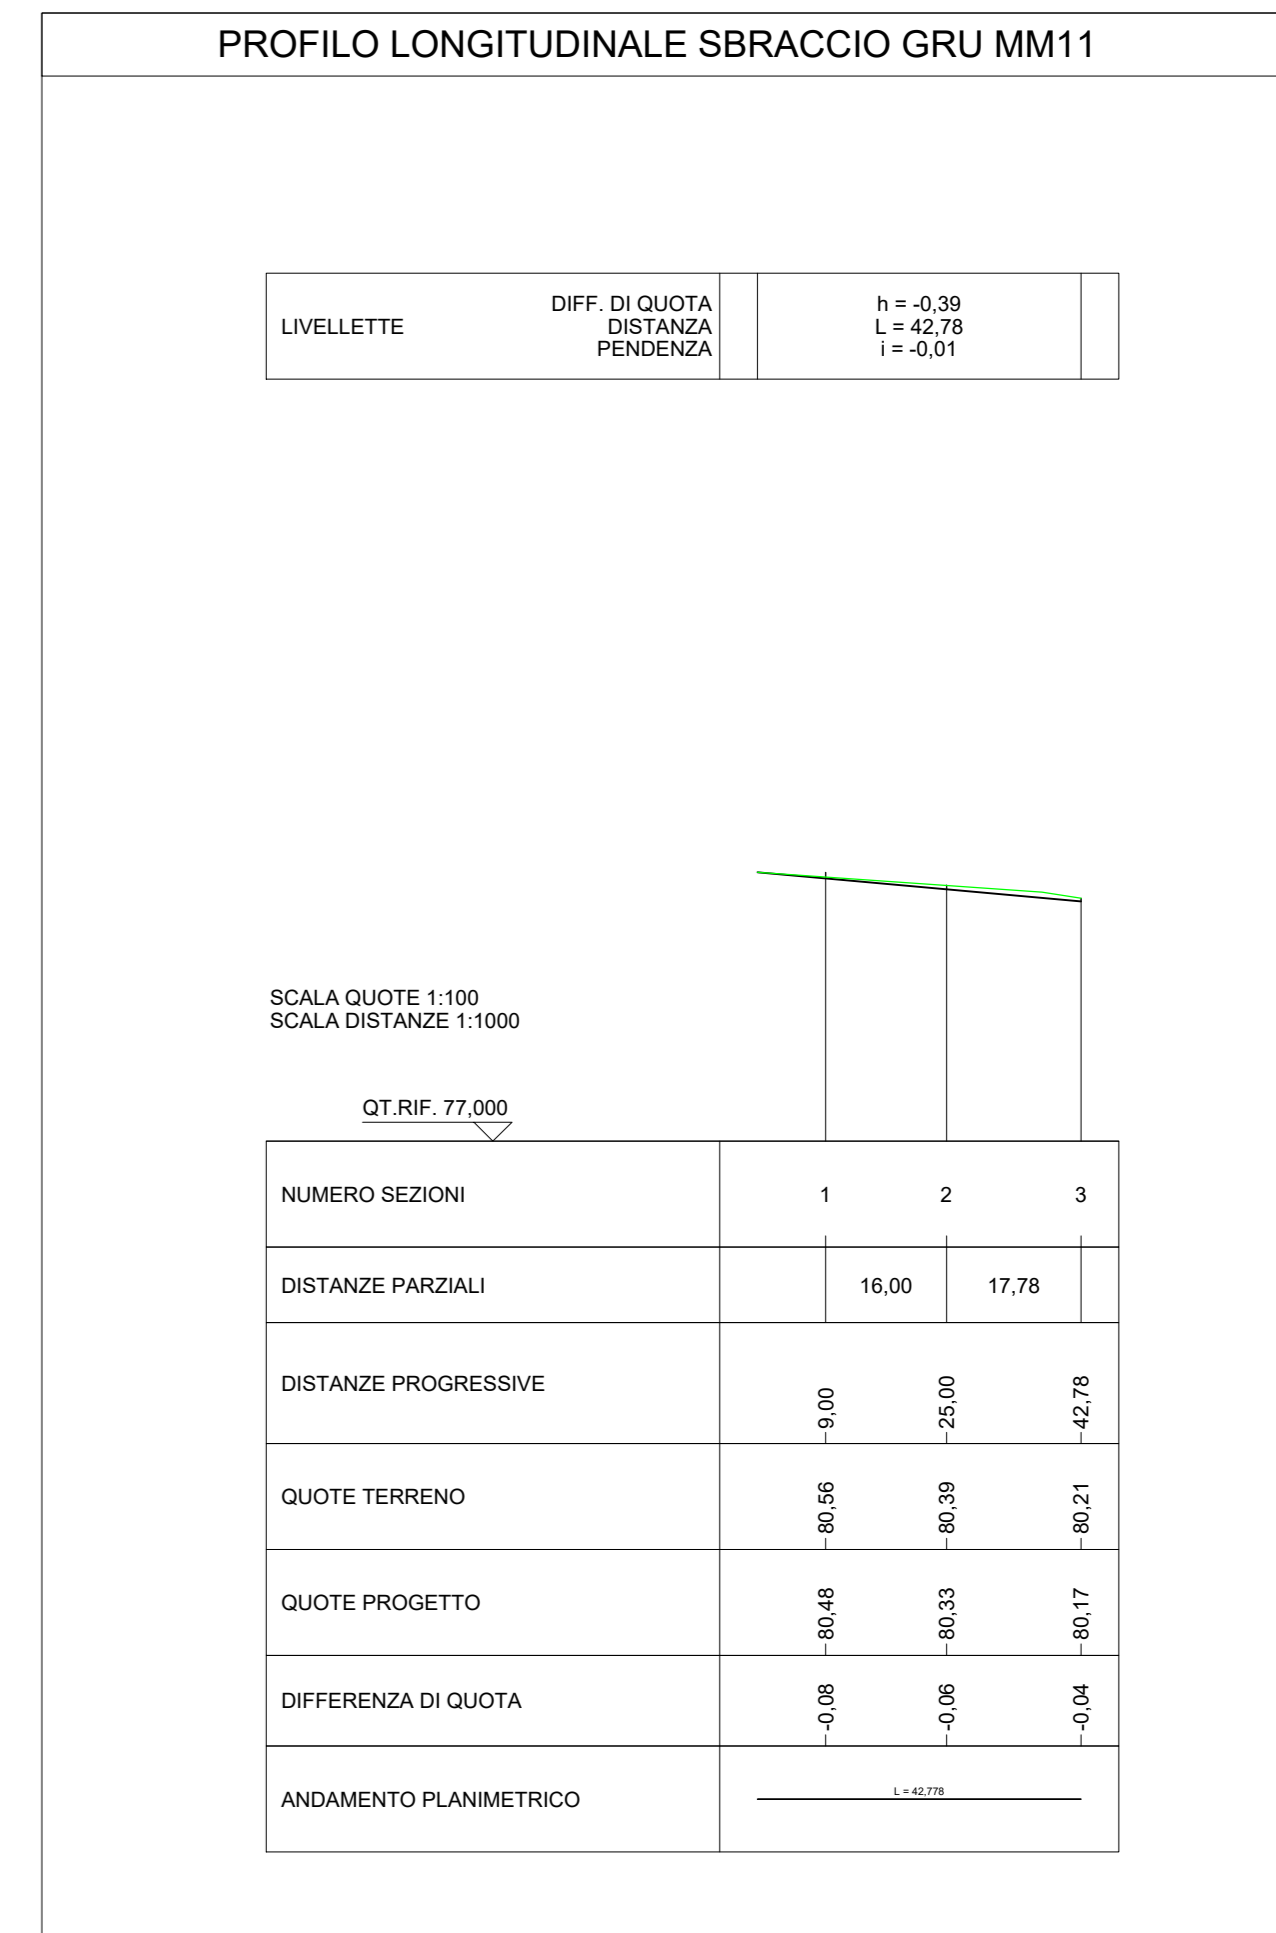 PROFILO LONGITUDINALE SBRACCIO GRU MM11
LIVELLETTE
DIFF. DI QUOTA
DISTANZA
PENDENZA
h = -0,39
L = 42,78
i = -0,01
SCALA QUOTE 1:100
SCALA DISTANZE 1:1000
QT.RIF. 77,000
NUMERO SEZIONI 1 2 3
DISTANZE PARZIALI 16,00 17,78
DISTANZE PROGRESSIVE 9,00 25,00 42,78
QUOTE TERRENO 80,56 80,39 80,21
QUOTE PROGETTO 80,48 80,33 80,17
DIFFERENZA DI QUOTA -0,08 -0,06 -0,04
ANDAMENTO PLANIMETRICO L = 42,778